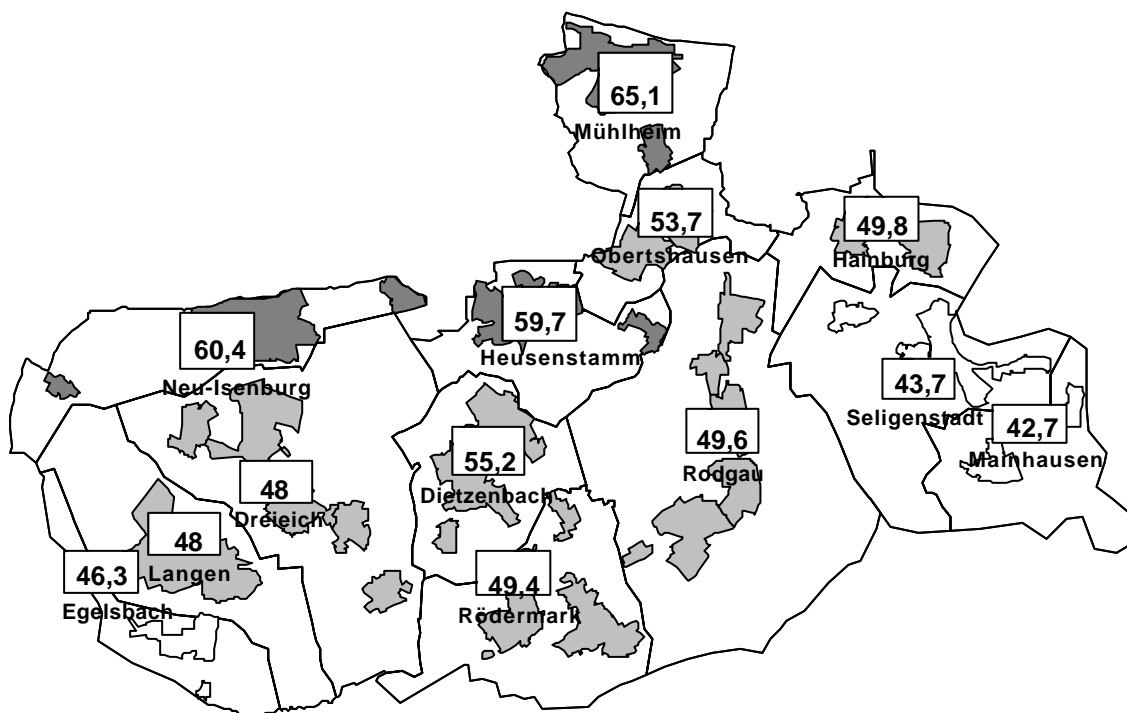 65,1
Mühlheim
53,7
Obertshausen
49,8
Hainburg
59,7
Heusenstamm
60,4
Neu-Isenburg
43,7
Seligenstadt
42,7
Mainhausen
49,6
Rodgau
55,2
Dietzenbach
48
Dreieich
48
Langen
46,3
Egelsbach
49,4
Rödermark